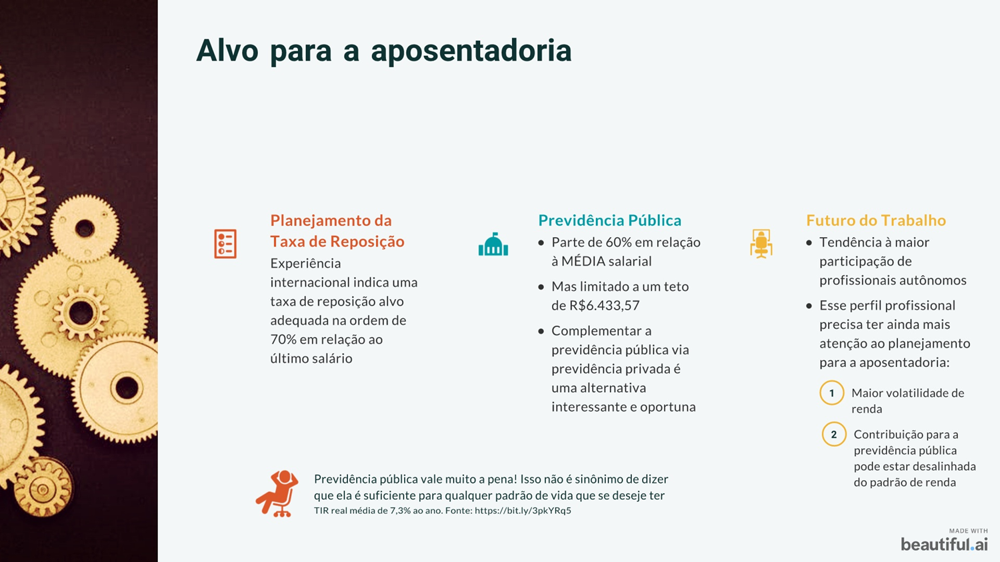 Alvo para a aposentadoria
Planejamento da
Taxa de Reposição
Experiência
internacional indica uma
taxa de reposição alvo
adequada na ordem de
70% em relação ao
último salário
Previdência Pública
• Parte de 60% em relação
à MÉDIA salarial
• Mas limitado a um teto
de R$6.433,57
• Complementar a
previdência pública via
previdência privada é
uma alternativa
interessante e oportuna
Futuro do Trabalho
• Tendência à maior
participação de
profissionais autônomos
• Esse perfil profissional
precisa ter ainda mais
atenção ao planejamento
para a aposentadoria:
1 Maior volatilidade de
renda
2 Contribuição para a
previdência pública
pode estar desalinhada
do padrão de renda
Previdência pública vale muito a pena! Isso não é sinônimo de dizer
que ela é suficiente para qualquer padrão de vida que se deseje ter
TIR real média de 7,3% ao ano. Fonte: https://bit.ly/3pkYRq5
MADE WITH
beautiful.ai